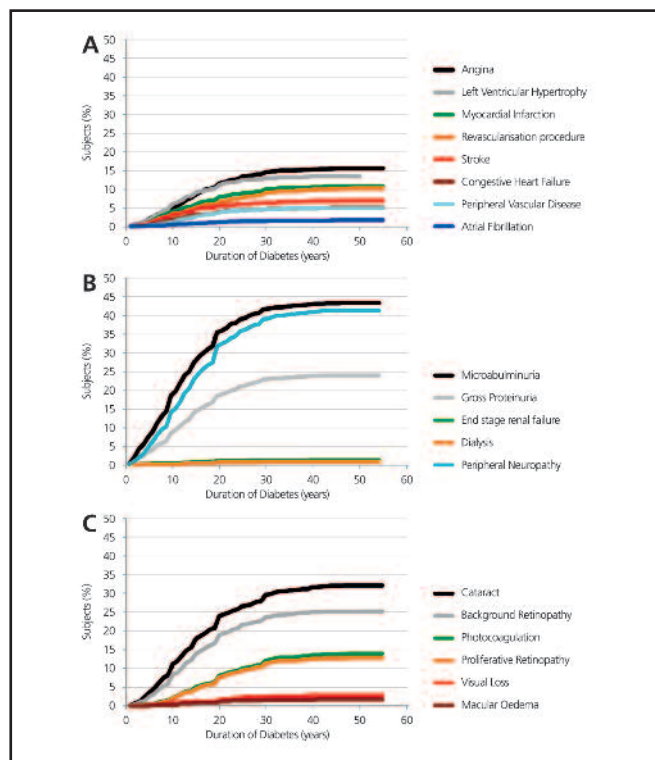 A
50
45
40
35
30
25
20
15
10
5
0
Subjects (%)
0 10 20 30 40 50 60
Duration of Diabetes (years)
Angina
Left Ventricular Hypertrophy
Myocardial Infarction
Revascularisation procedure
Stroke
Congestive Heart Failure
Peripheral Vascular Disease
Atrial Fibrillation
B
50
45
40
35
30
25
20
15
10
5
0
Subjects (%)
0 10 20 30 40 50 60
Duration of Diabetes (years)
Microabulminuria
Gross Proteinuria
End stage renal failure
Dialysis
Peripheral Neuropathy
C
50
45
40
35
30
25
20
15
10
5
0
Subjects (%)
0 10 20 30 40 50 60
Duration of Diabetes (years)
Cataract
Background Retinopathy
Photocoagulation
Proliferative Retinopathy
Visual Loss
Macular Oedema